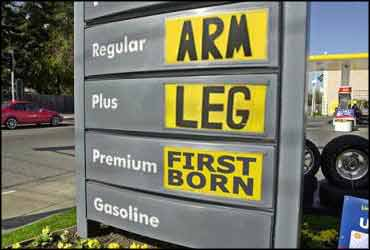 Regular ARM
Plus LEG
Premium FIRST
BORN
Gasoline